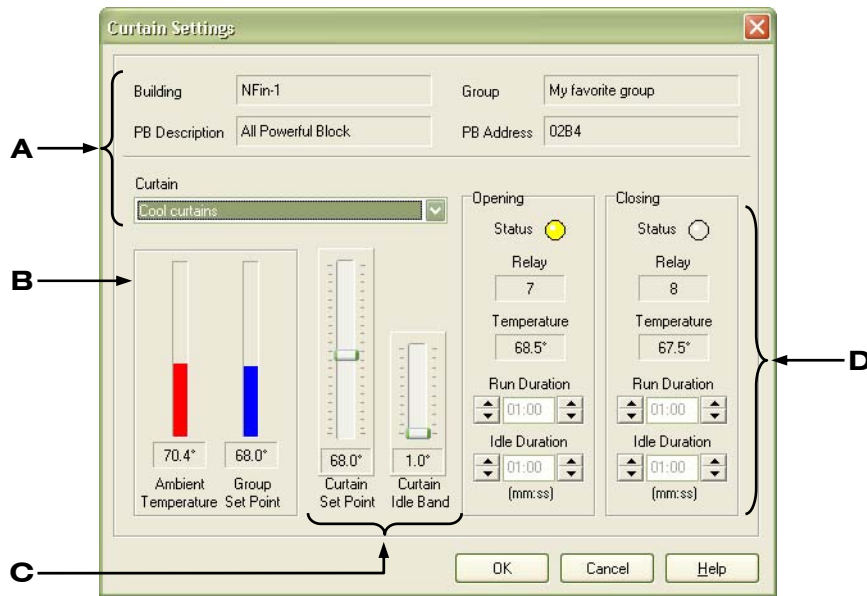 Curtain Settings
Building NFin-1 Group My favorite group
PB Description All Powerful Block PB Address 02B4
A
Curtain
Cool curtains
Opening Closing
Status Status
B
Relay Relay
7 8
Temperature Temperature
68.5° 67.5°
D
Run Duration Run Duration
01:00 01:00
Idle Duration Idle Duration
01:00 01:00
(mm:ss) (mm:ss)
70.4° 68.0° 68.0° 1.0°
Ambient Temperature Group Set Point Curtain Set Point Curtain Idle Band
C
OK Cancel Help